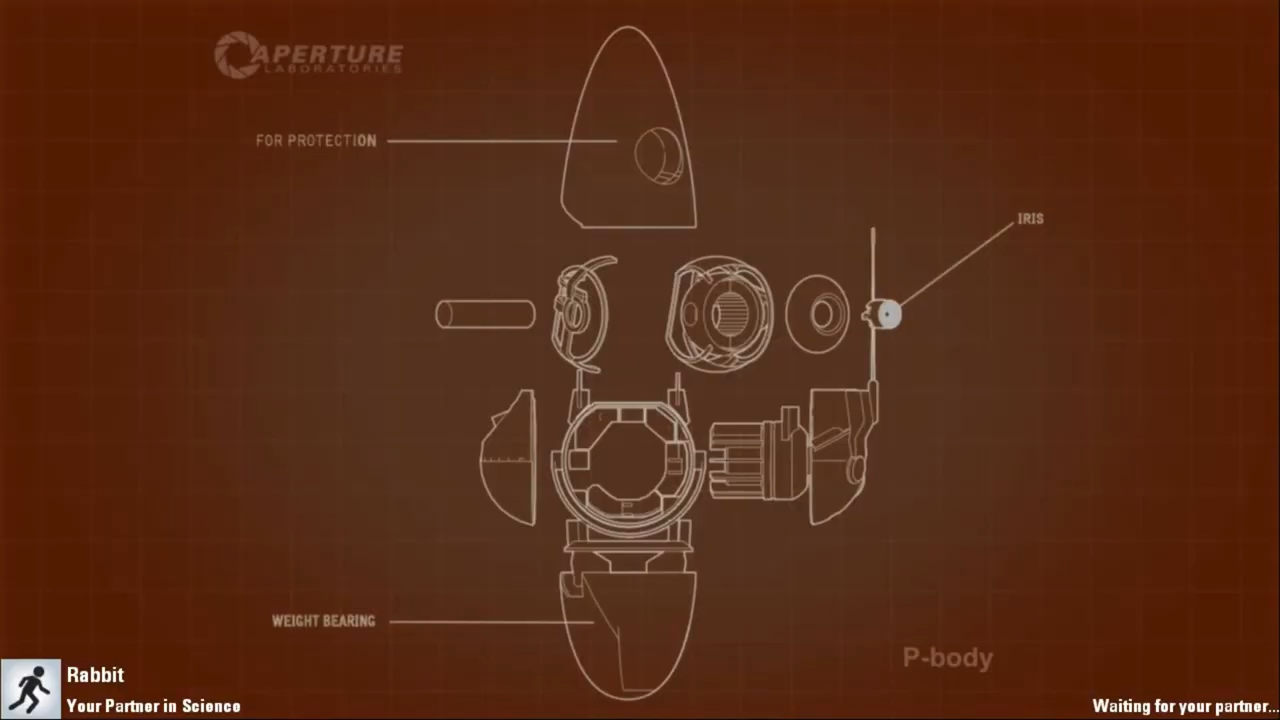 APERTURE
LABORATORIES
FOR PROTECTION
IRIS
WEIGHT BEARING
P-body
Rabbit
Your Partner in Science
Waiting for your partner...